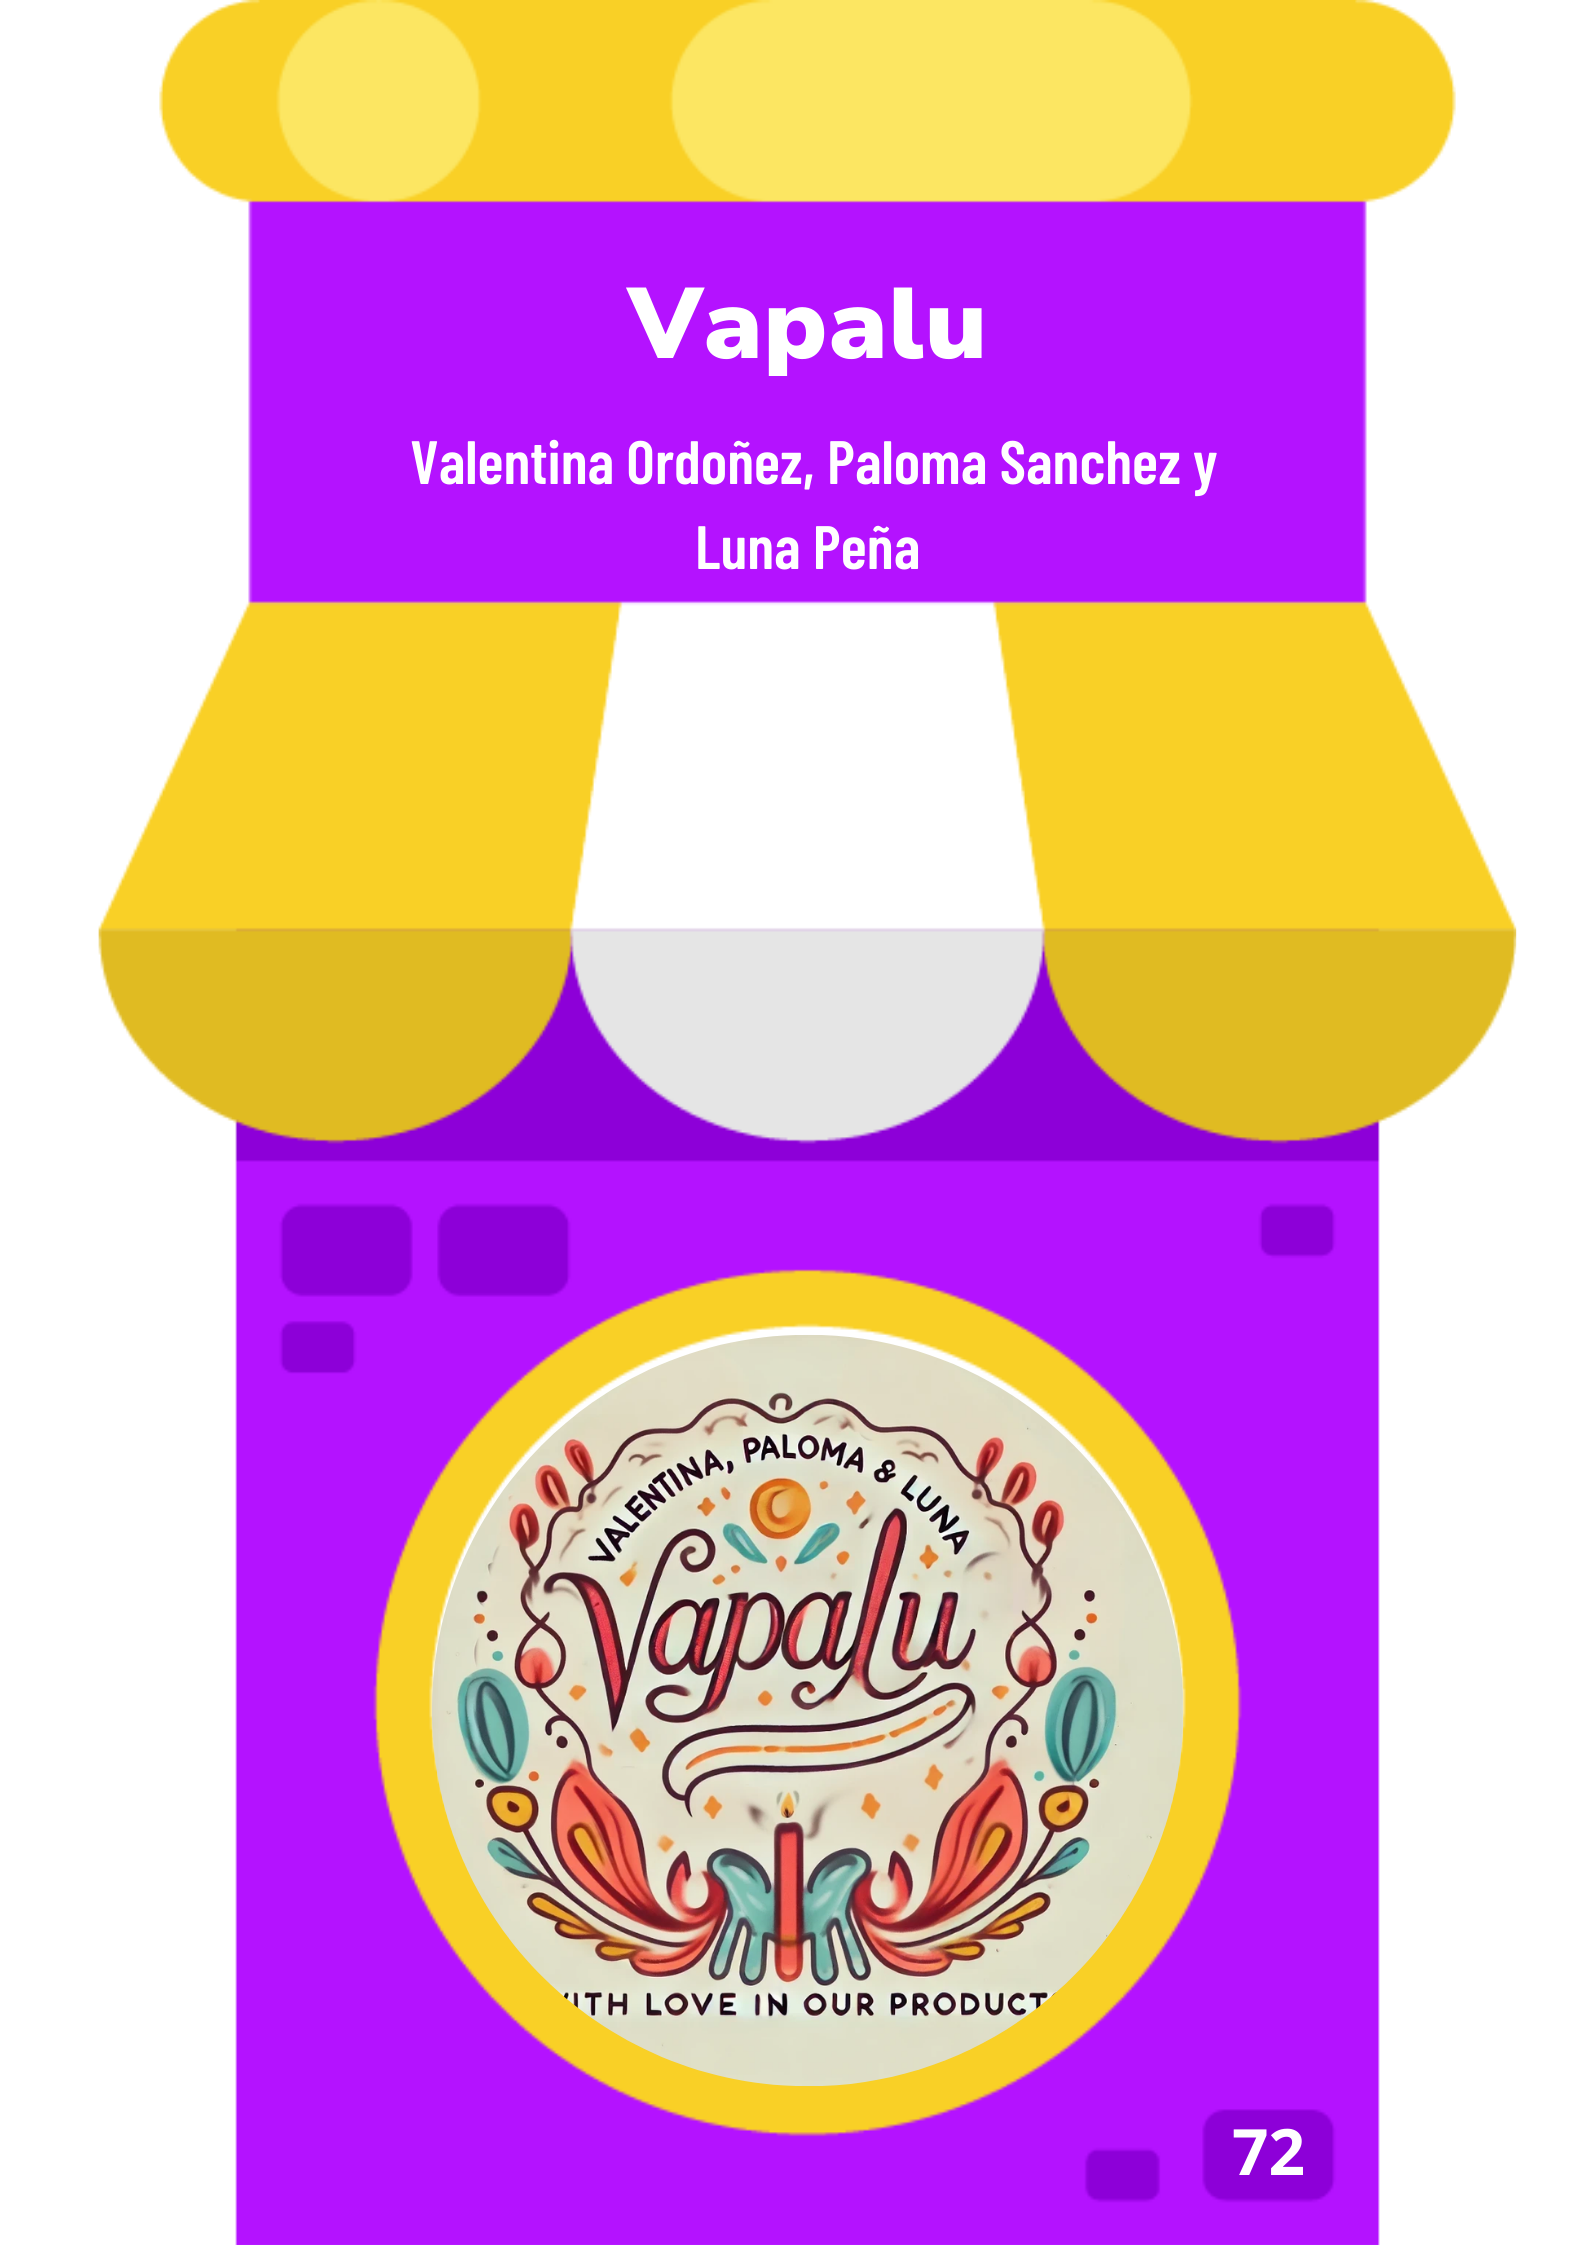 Vapalu
Valentina Ordoñez, Paloma Sanchez y
Luna Peña
VALENTINA, PALOMA & LUNA
Vapalu
LOVE IN OUR
72